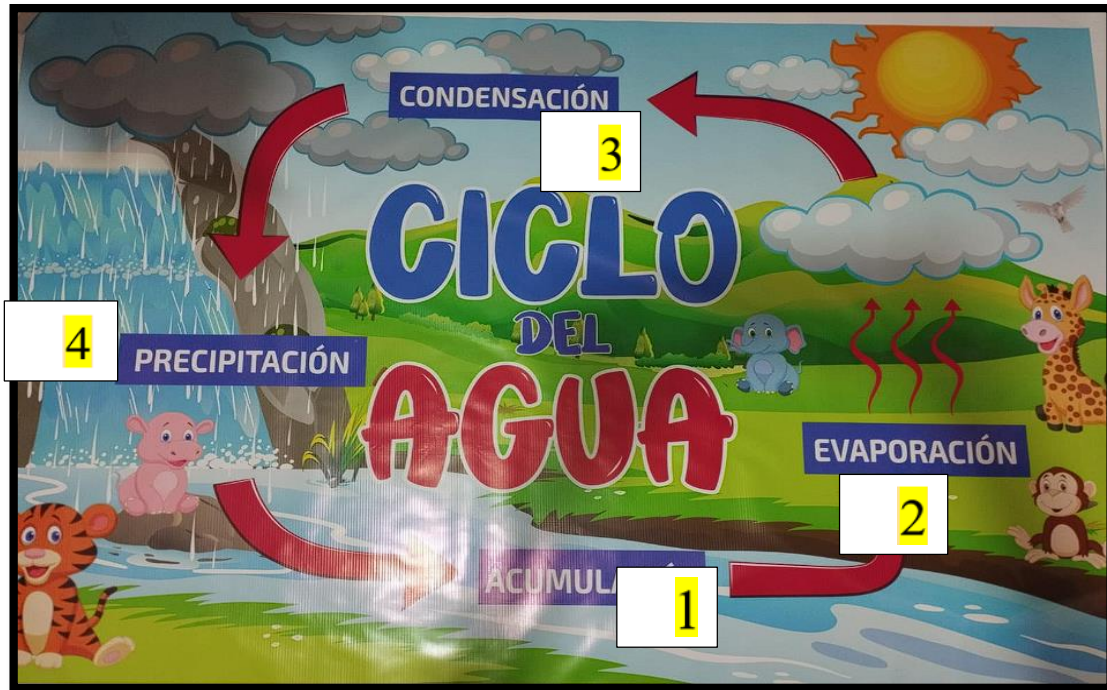 CONDENSACIÓN
3
CICLO
DEL
AGUA
4
PRECIPITACIÓN
EVAPORACIÓN
2
1